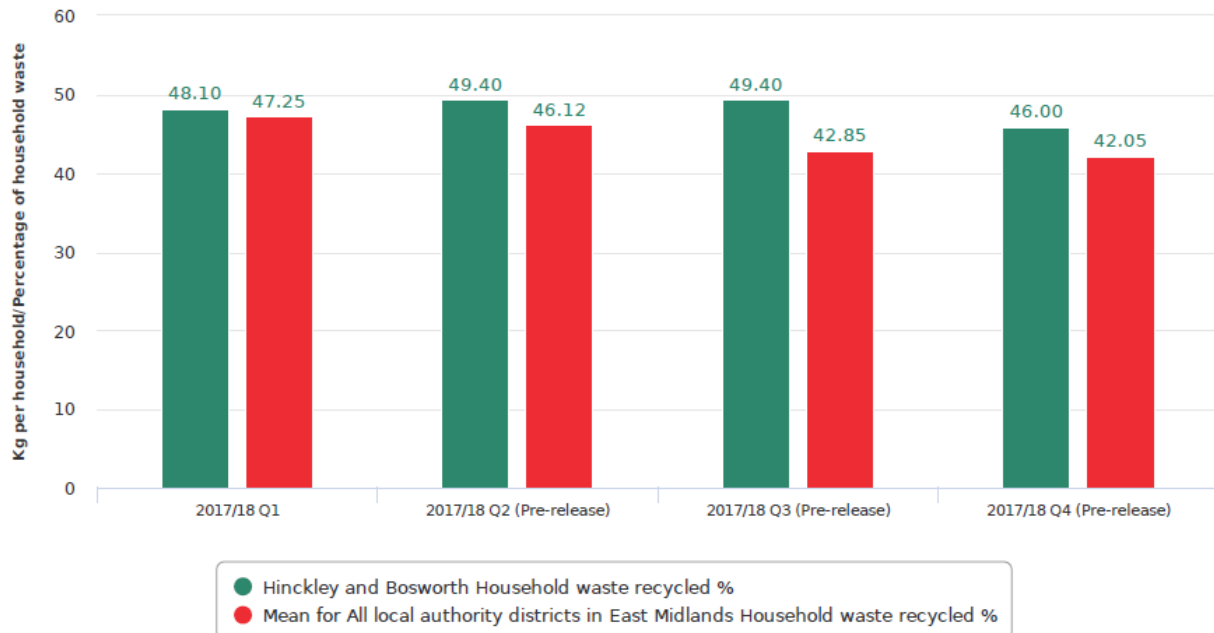 Kg per household/Percentage of household waste
60
50
40
30
20
10
0
48.10
47.25
49.40
46.12
49.40
42.85
46.00
42.05
2017/18 Q1
2017/18 Q2 (Pre-release)
2017/18 Q3 (Pre-release)
2017/18 Q4 (Pre-release)
Hinckley and Bosworth Household waste recycled %
Mean for All local authority districts in East Midlands Household waste recycled %